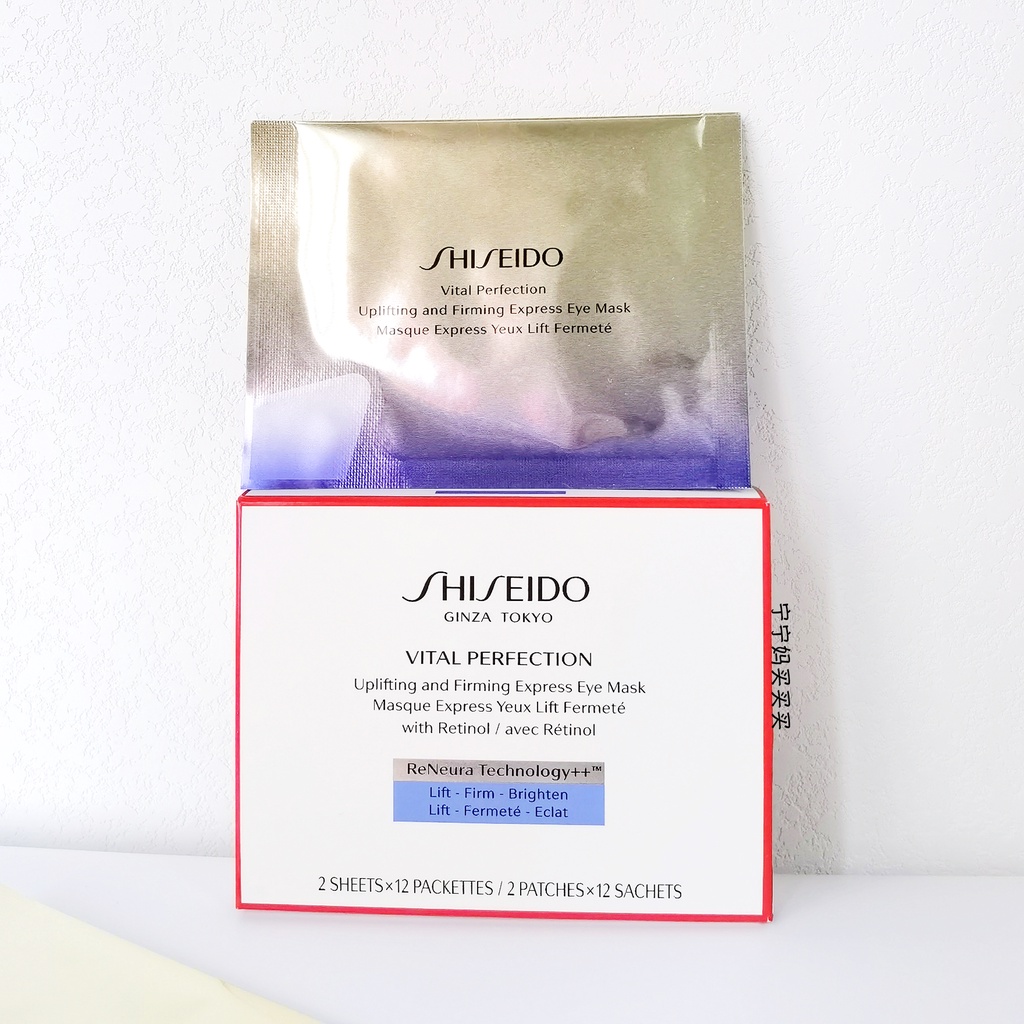 SHISEIDO
Vital Perfection
Uplifting and Firming Express Eye Mask
Masque Express Yeux Lift Fermeté
SHISEIDO
GINZA TOKYO
VITAL PERFECTION
Uplifting and Firming Express Eye Mask
Masque Express Yeux Lift Fermeté
with Retinol / avec Rétinol
ReNeura Technology++™
Lift - Firm - Brighten
Lift - Fermeté - Eclat
2 SHEETS×12 PACKETTES / 2 PATCHES×12 SACHETS
宁宁妈买买买